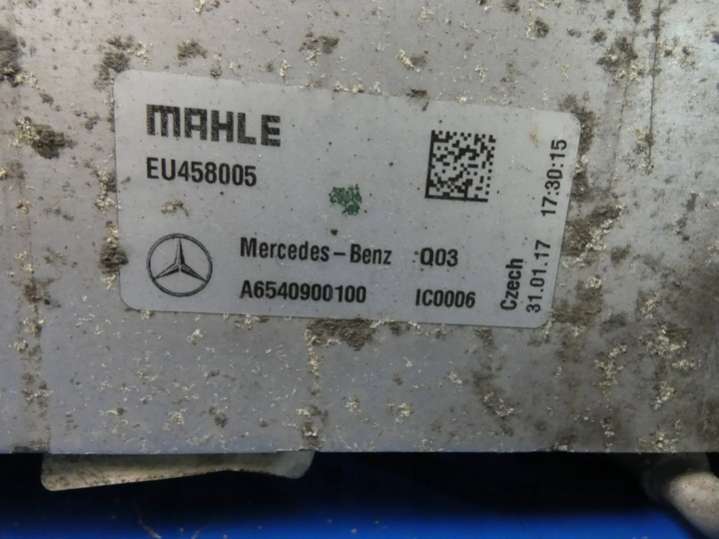 MAHLE
EU458005
Mercedes-Benz Q03
A6540900100 IC0006
Czech
31.01.17 17:30:15